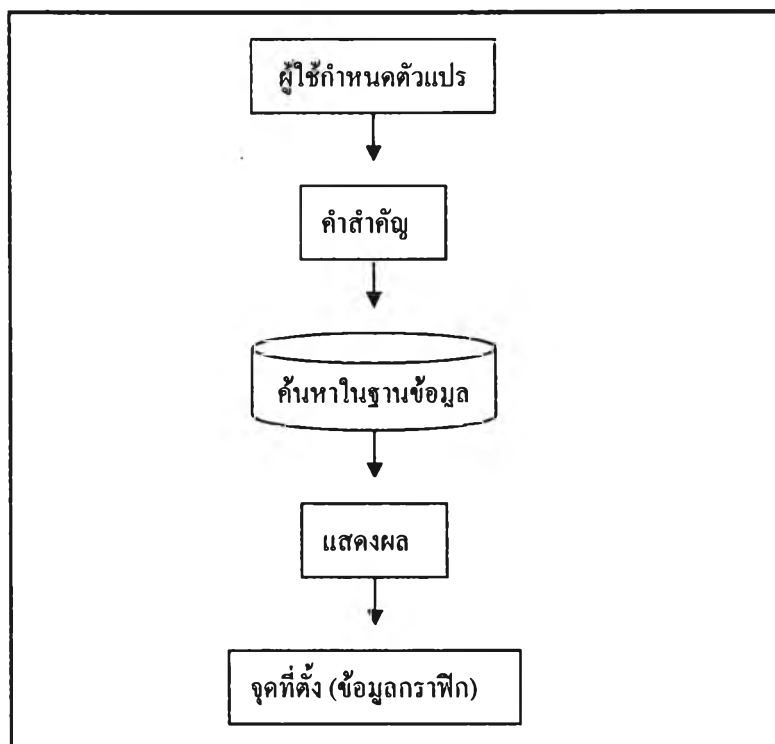 ผู้ใช้กำหนดตัวแปร
คำสำคัญ
ค้นหาในฐานข้อมูล
แสดงผล
จุดที่ตั้ง (ข้อมูลกราฟิก)